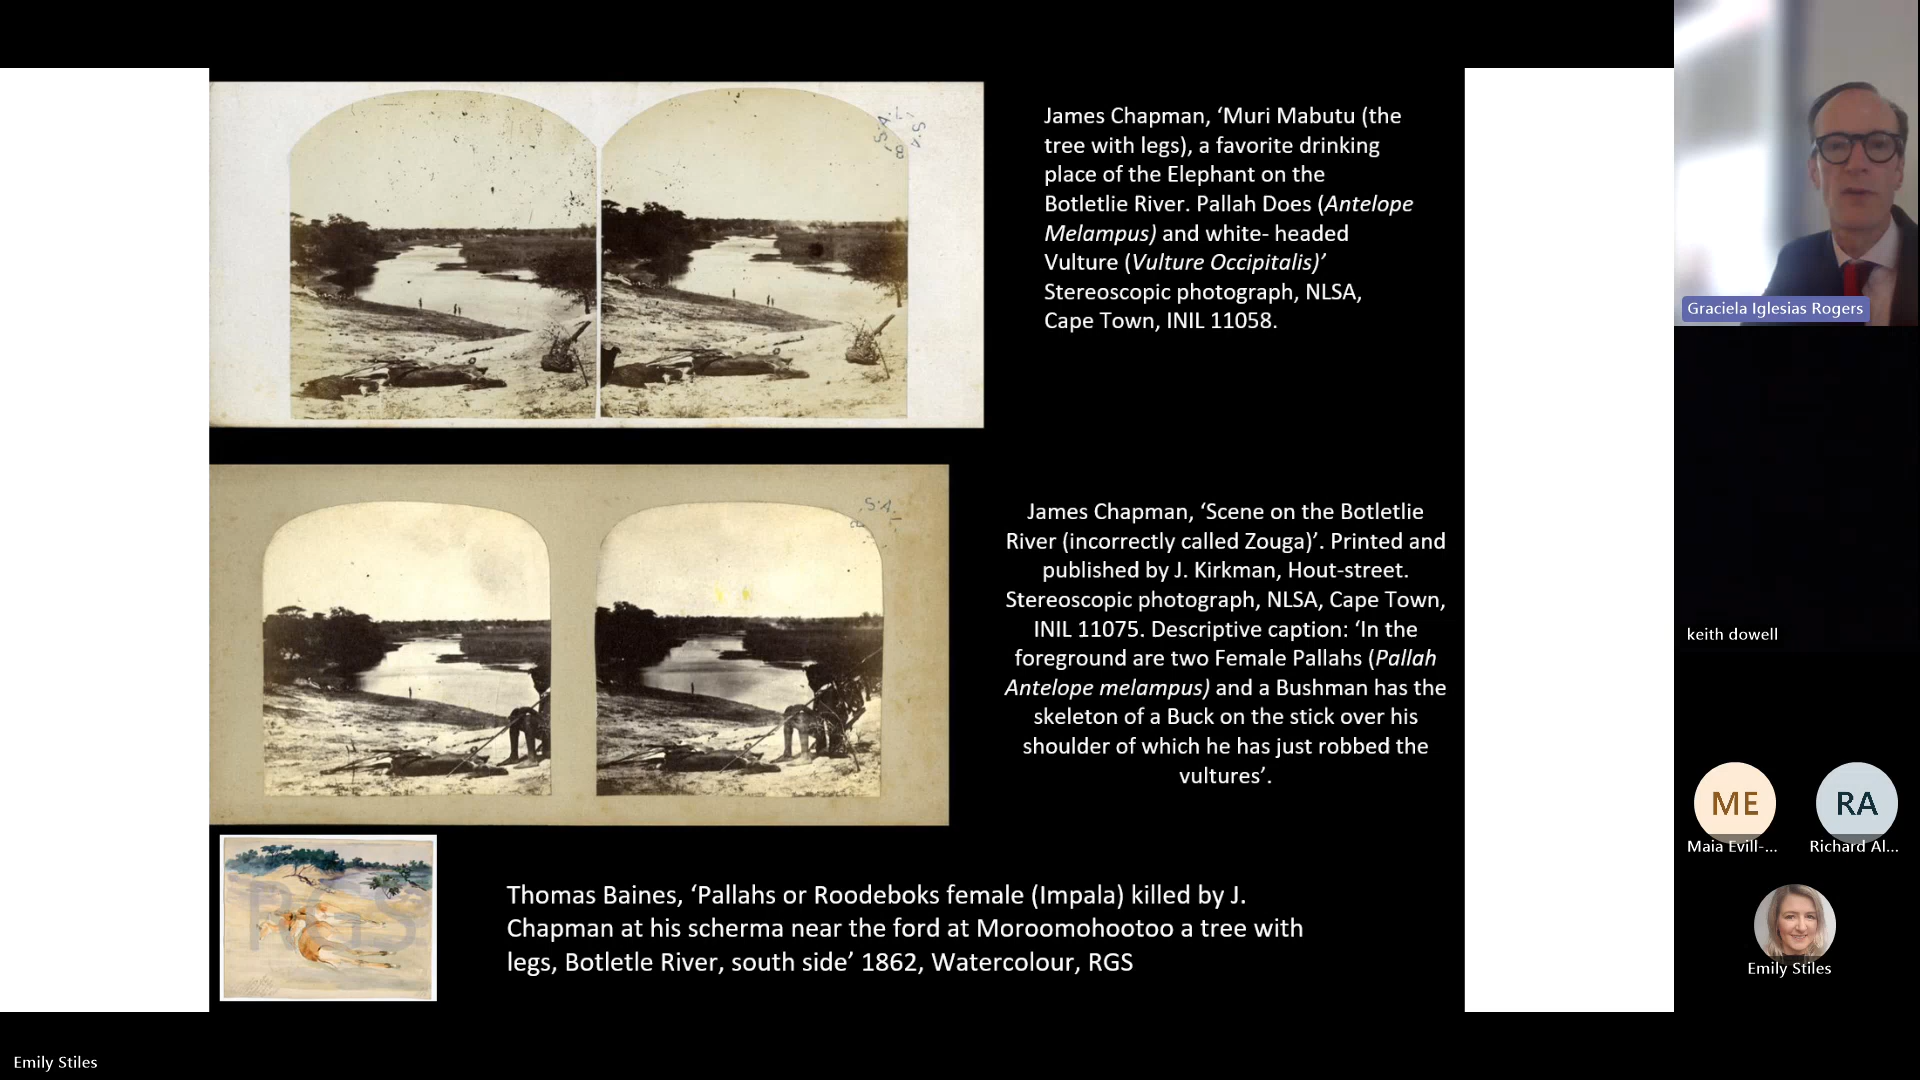 James Chapman, ‘Muri Mabutu (the
tree with legs), a favorite drinking
place of the Elephant on the
Botletlie River. Pallah Does (Antelope
Melampus) and white- headed
Vulture (Vulture Occipitalis)’
Stereoscopic photograph, NLSA,
Cape Town, INIL 11058.
James Chapman, ‘Scene on the Botletlie
River (incorrectly called Zouga)’. Printed and
published by J. Kirkman, Hout-street.
Stereoscopic photograph, NLSA, Cape Town,
INIL 11075. Descriptive caption: ‘In the
foreground are two Female Pallahs (Pallah
Antelope melampus) and a Bushman has the
skeleton of a Buck on the stick over his
shoulder of which he has just robbed the
vultures’.
S.A.
RGS
Thomas Baines, ‘Pallahs or Roodeboks female (Impala) killed by J.
Chapman at his scherma near the ford at Moroomohootoo a tree with
legs, Botletle River, south side’ 1862, Watercolour, RGS
Emily Stiles
Graciela Iglesias Rogers
keith dowell
ME
RA
Maia Evill-...
Richard Al...
Emily Stiles